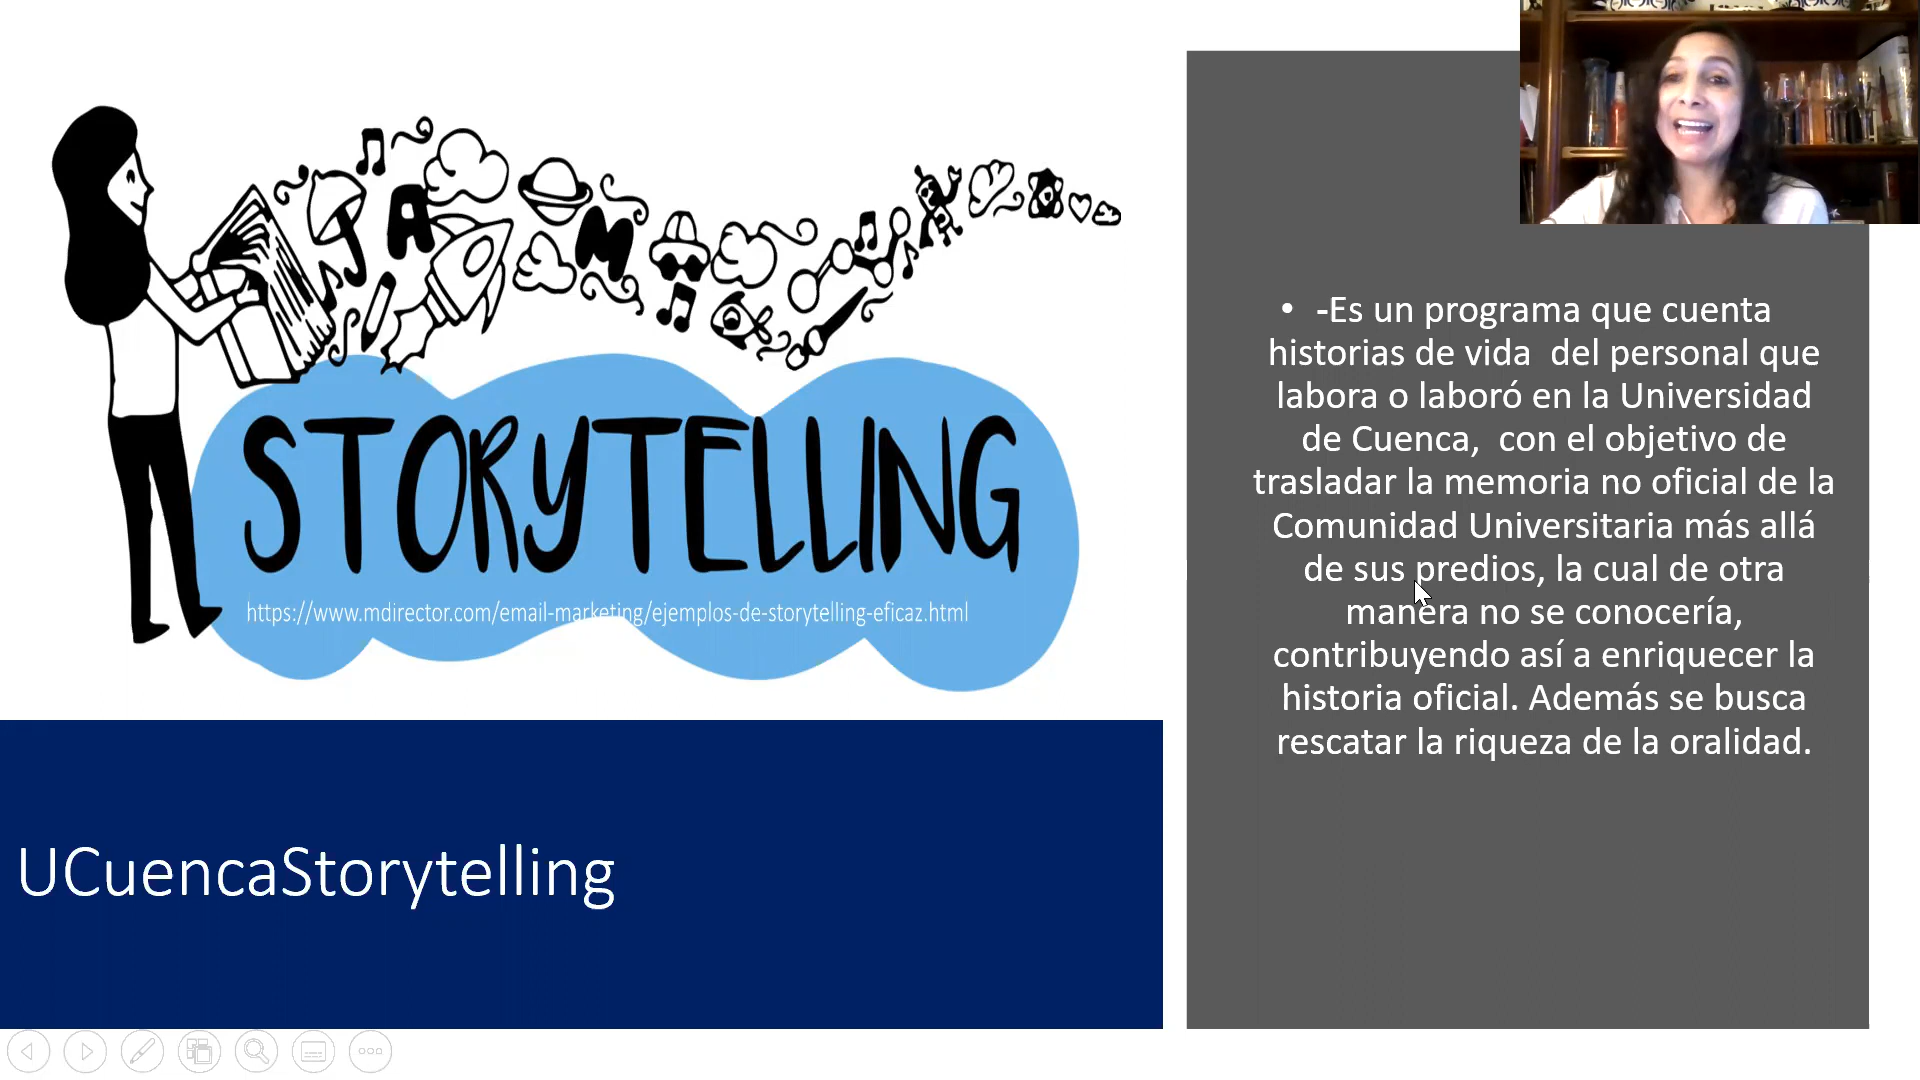 A
M
STORYTELLING
https://www.mdirector.com/email-marketing/ejemplos-de-storytelling-eficaz.html
UCuencaStorytelling
• -Es un programa que cuenta
historias de vida  del personal que
labora o laboró en la Universidad
de Cuenca,  con el objetivo de
trasladar la memoria no oficial de la
Comunidad Universitaria más allá
de sus predios, la cual de otra
manera no se conocería,
contribuyendo así a enriquecer la
historia oficial. Además se busca
rescatar la riqueza de la oralidad.